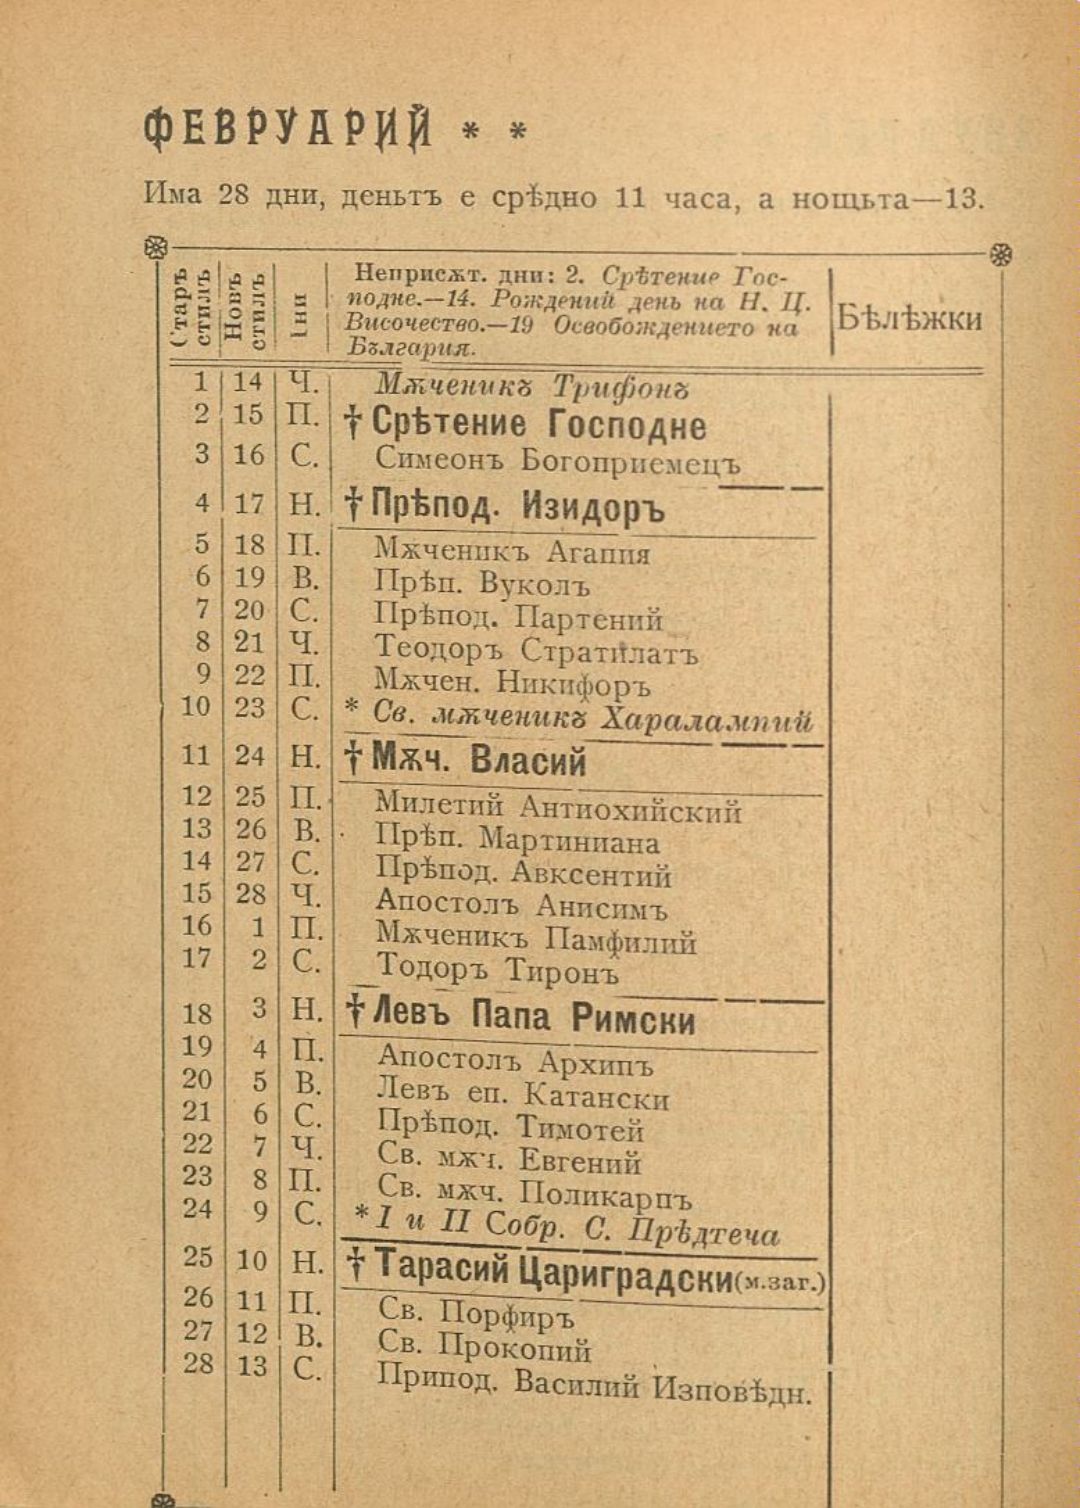 ФЕВРУАРИЙ * *
Има 28 дни, деньтъ е срѣдно 11 часа, а нощьта—13.
Старъ стилъ
Новъ стилъ
Дни
Неприсѫт. дни: 2. Срѣтение Гос-
подне.—14. Рождений день на Н. Ц.
Височество.—19 Освобождението на
България.
Бѣлѣжки
1 14 Ч. Мѫченикъ Трифонъ
2 15 П. † Срѣтение Господне
3 16 С. Симеонъ Богоприемецъ
4 17 Н. † Прѣпод. Изидоръ
5 18 П. Мѫченикъ Агапия
6 19 В. Прѣп. Вуколъ
7 20 С. Прѣпод. Партений
8 21 Ч. Теодоръ Стратилатъ
9 22 П. Мѫчен. Никифоръ
10 23 С. * Св. мѫченикъ Харалампий
11 24 Н. † Мѫч. Власий
12 25 П. Милетий Антиохийский
13 26 В. Прѣп. Мартиниана
14 27 С. Прѣпод. Авксентий
15 28 Ч. Апостолъ Анисимъ
16 1 П. Мѫченикъ Памфилий
17 2 С. Тодоръ Тиронъ
18 3 Н. † Левъ Папа Римски
19 4 П. Апостолъ Архипъ
20 5 В. Левъ еп. Катански
21 6 С. Прѣпод. Тимотей
22 7 Ч. Св. мѫч. Евгений
23 8 П. Св. мѫч. Поликарпъ
24 9 С. * I и II Собр. С. Прѣдтеча
25 10 Н. † Тарасий Цариградски (м.заг.)
26 11 П. Св. Порфиръ
27 12 В. Св. Прокопий
28 13 С. Припод. Василий Изповѣдн.